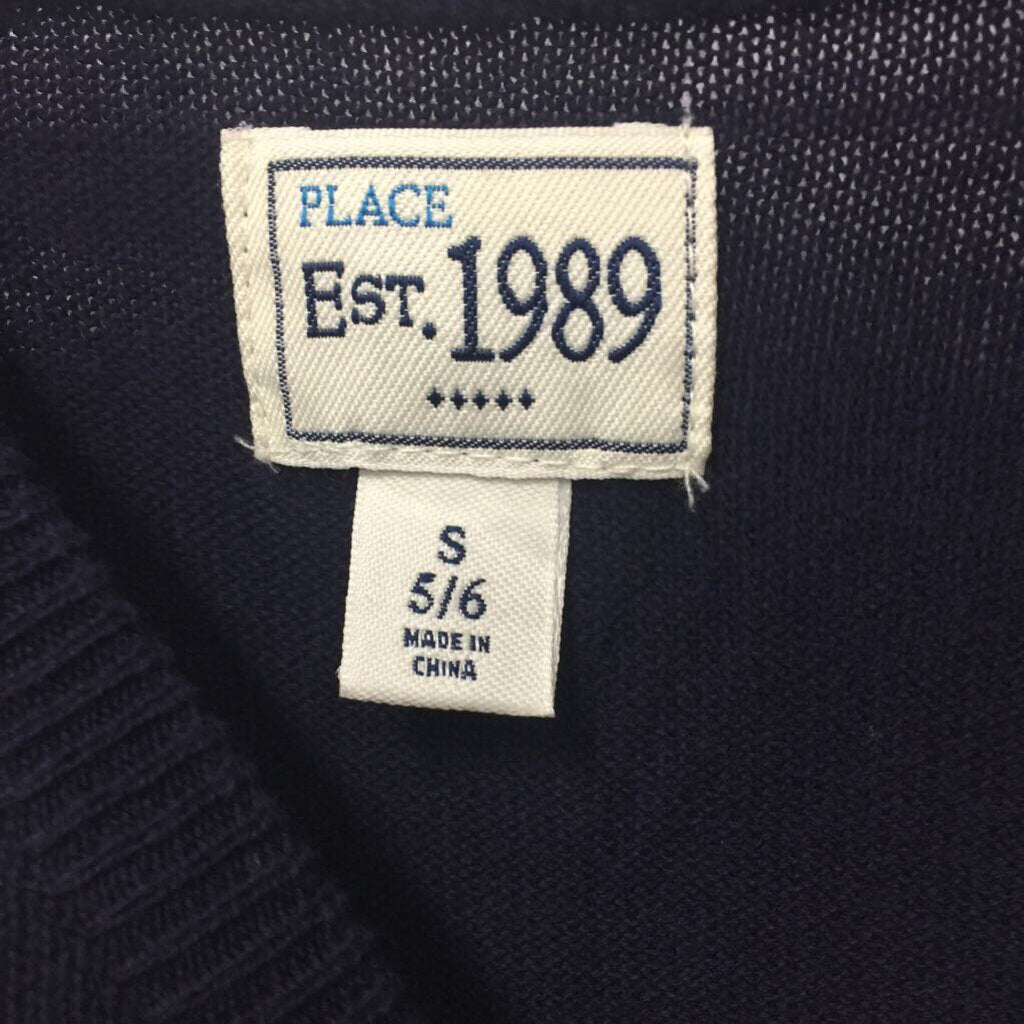 PLACE
EST. 1989
S
5/6
MADE IN
CHINA